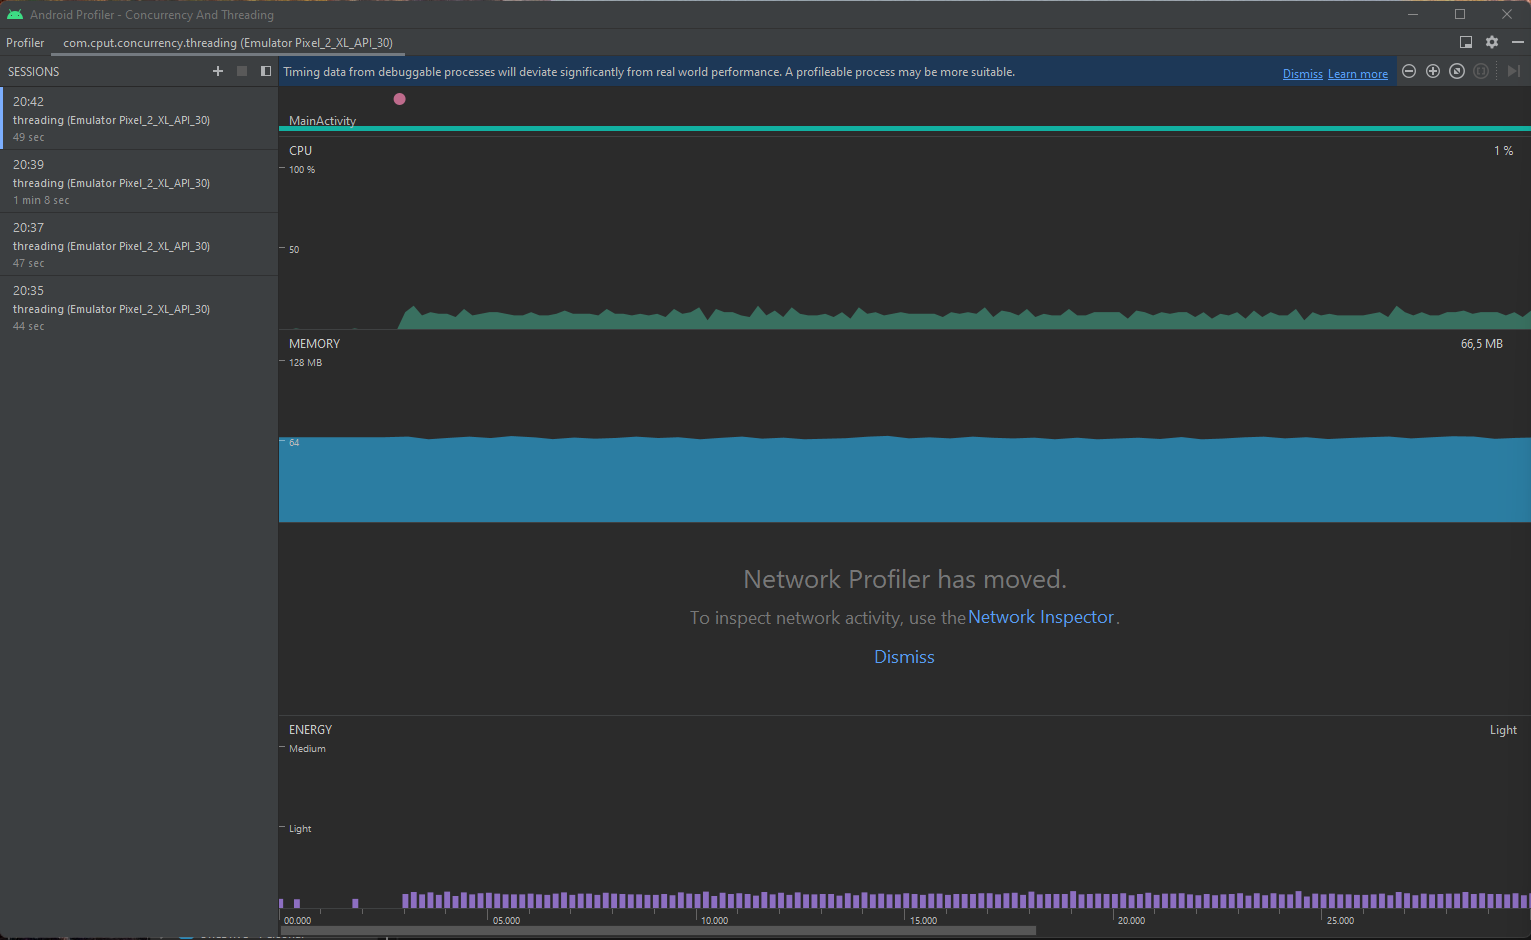 Android Profiler - Concurrency And Threading
Profiler com.cput.concurrency.threading (Emulator Pixel_2_XL_API_30)
SESSIONS
Timing data from debuggable processes will deviate significantly from real world performance. A profileable process may be more suitable. Dismiss Learn more
20:42
threading (Emulator Pixel_2_XL_API_30)
49 sec
20:39
threading (Emulator Pixel_2_XL_API_30)
1 min 8 sec
20:37
threading (Emulator Pixel_2_XL_API_30)
47 sec
20:35
threading (Emulator Pixel_2_XL_API_30)
44 sec
MainActivity
CPU 1 %
100 %
50
MEMORY 66,5 MB
128 MB
64
Network Profiler has moved.
To inspect network activity, use the Network Inspector.
Dismiss
ENERGY Light
Medium
Light
00.000 05.000 10.000 15.000 20.000 25.000